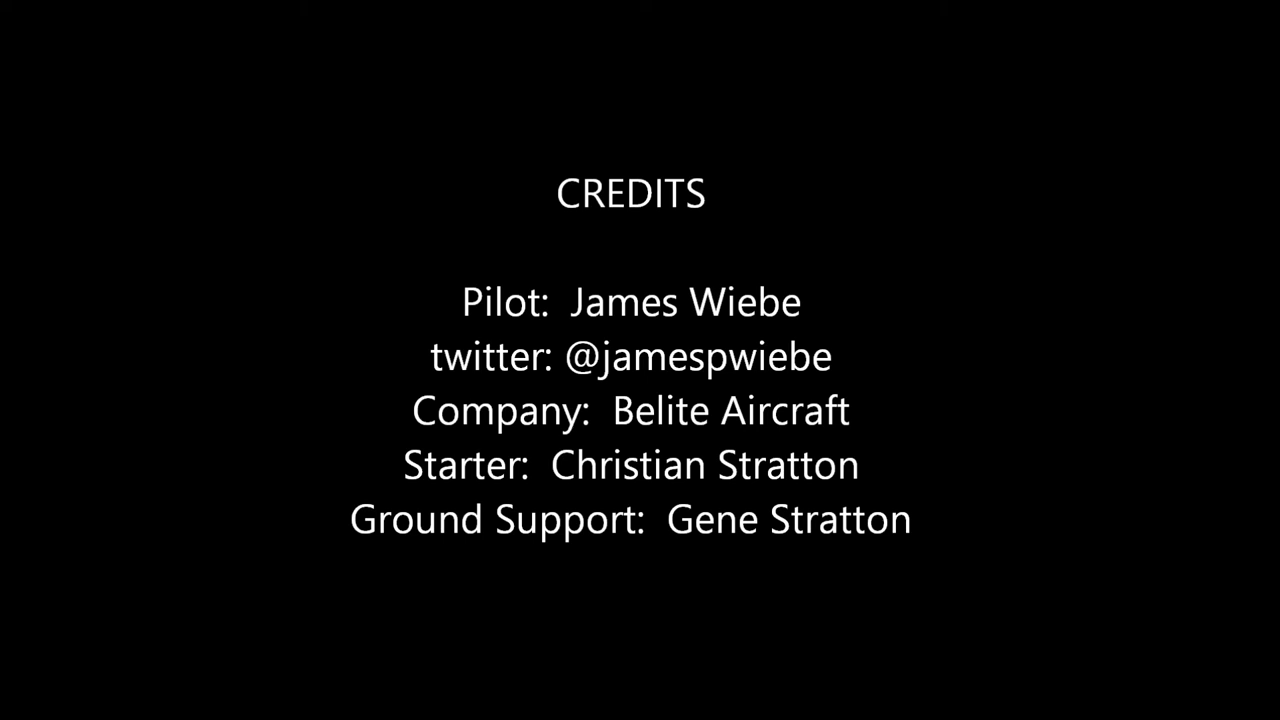 CREDITS
Pilot:  James Wiebe
twitter: @jamespwiebe
Company:  Belite Aircraft
Starter:  Christian Stratton
Ground Support:  Gene Stratton